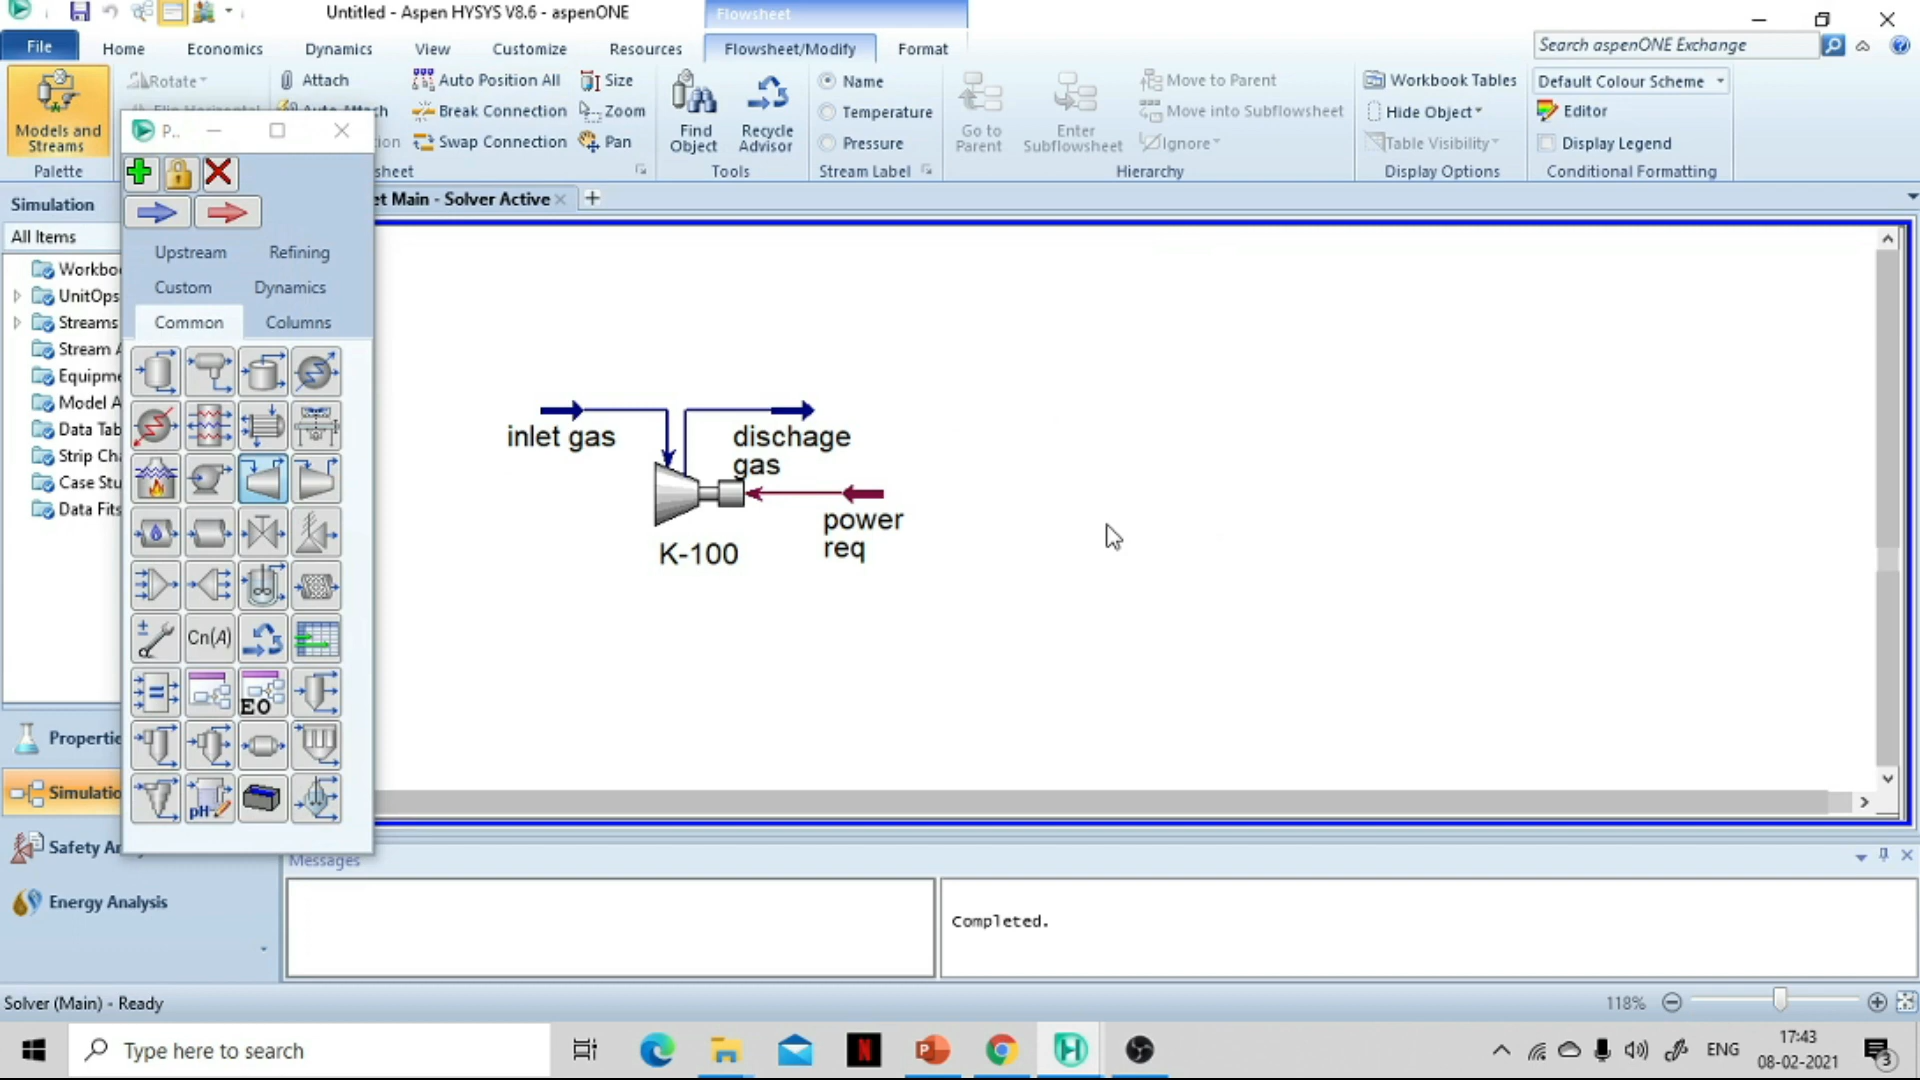 Untitled - Aspen HYSYS V8.6 - aspenONE
Flowsheet
File
Home
Economics
Dynamics
View
Customize
Resources
Flowsheet/Modify
Format
Search aspenONE Exchange
Models and
Streams
Palette
Rotate
Attach
Auto Position All
Break Connection
Swap Connection
Size
Zoom
Pan
Find
Object
Recycle
Advisor
Tools
Name
Temperature
Pressure
Stream Label
Go to
Parent
Enter
Subflowsheet
Move to Parent
Move into Subflowsheet
Ignore
Hierarchy
Workbook Tables
Hide Object
Table Visibility
Display Options
Default Colour Scheme
Editor
Display Legend
Conditional Formatting
P..
Simulation
All Items
Workbo
UnitOps
Streams
Stream A
Equipme
Model A
Data Tab
Strip Cha
Case Stu
Data Fits
Propertie
Simulatio
Safety An
Energy Analysis
Upstream
Refining
Custom
Dynamics
Common
Columns
Cn(A)
EO
pH
et Main - Solver Active
inlet gas
dischage
gas
power
req
K-100
Messages
Completed.
Solver (Main) - Ready
118%
Type here to search
ENG
17:43
08-02-2021
3